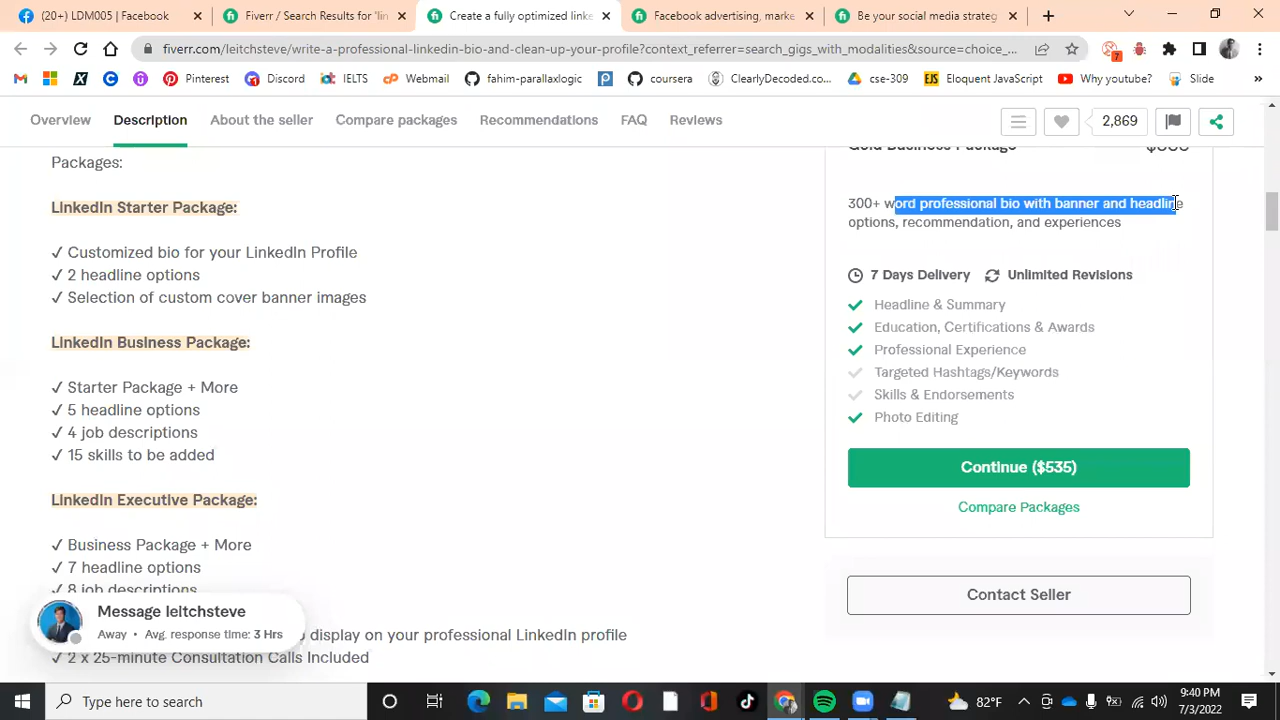 (20+) LDM005 | Facebook
Fiverr / Search Results for "lin
Create a fully optimized linke
Facebook advertising, marke
Be your social media strateg
fiverr.com/leitchsteve/write-a-professional-linkedin-bio-and-clean-up-your-profile?context_referrer=search_gigs_with_modalities&source=choice_...
7
Pinterest
Discord
IELTS
Webmail
fahim-parallaxlogic
coursera
ClearlyDecoded.co...
cse-309
EJS
Eloquent JavaScript
Why youtube?
Slide
»
Overview
Description
About the seller
Compare packages
Recommendations
FAQ
Reviews
2,869
Packages:
LinkedIn Starter Package:
✓ Customized bio for your LinkedIn Profile
✓ 2 headline options
✓ Selection of custom cover banner images
LinkedIn Business Package:
✓ Starter Package + More
✓ 5 headline options
✓ 4 job descriptions
✓ 15 skills to be added
LinkedIn Executive Package:
✓ Business Package + More
✓ 7 headline options
✓ 8 job descriptions
display on your professional LinkedIn profile
✓ 2 x 25-minute Consultation Calls Included
Message leitchsteve
Away • Avg. response time: 3 Hrs
Gold Business Package
300+ word professional bio with banner and headline
options, recommendation, and experiences
7 Days Delivery
Unlimited Revisions
Headline & Summary
Education, Certifications & Awards
Professional Experience
Targeted Hashtags/Keywords
Skills & Endorsements
Photo Editing
Continue ($535)
Compare Packages
Contact Seller
Type here to search
82°F
9:40 PM
7/3/2022